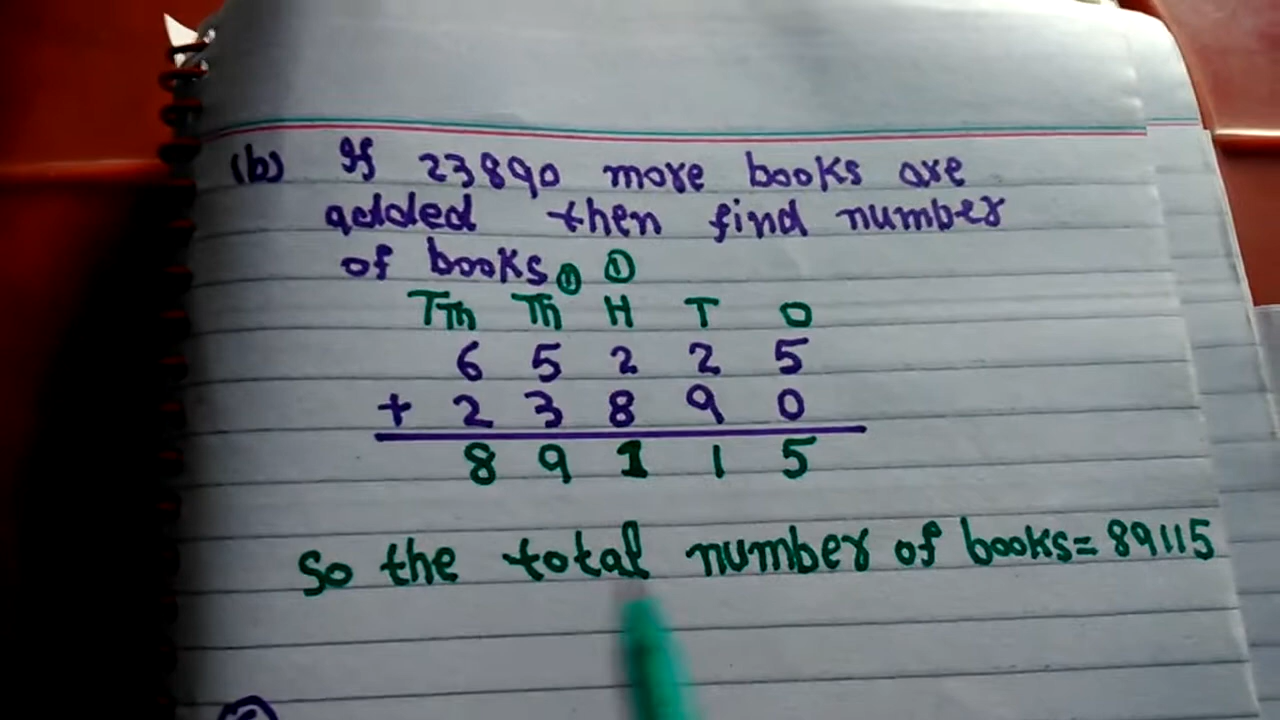 (b) If 23890 more books are
added then find number
of books
① ①
TTh Th H T O
6 5 2 2 5
+ 2 3 8 9 0
8 9 1 1 5
So the total number of books = 89115